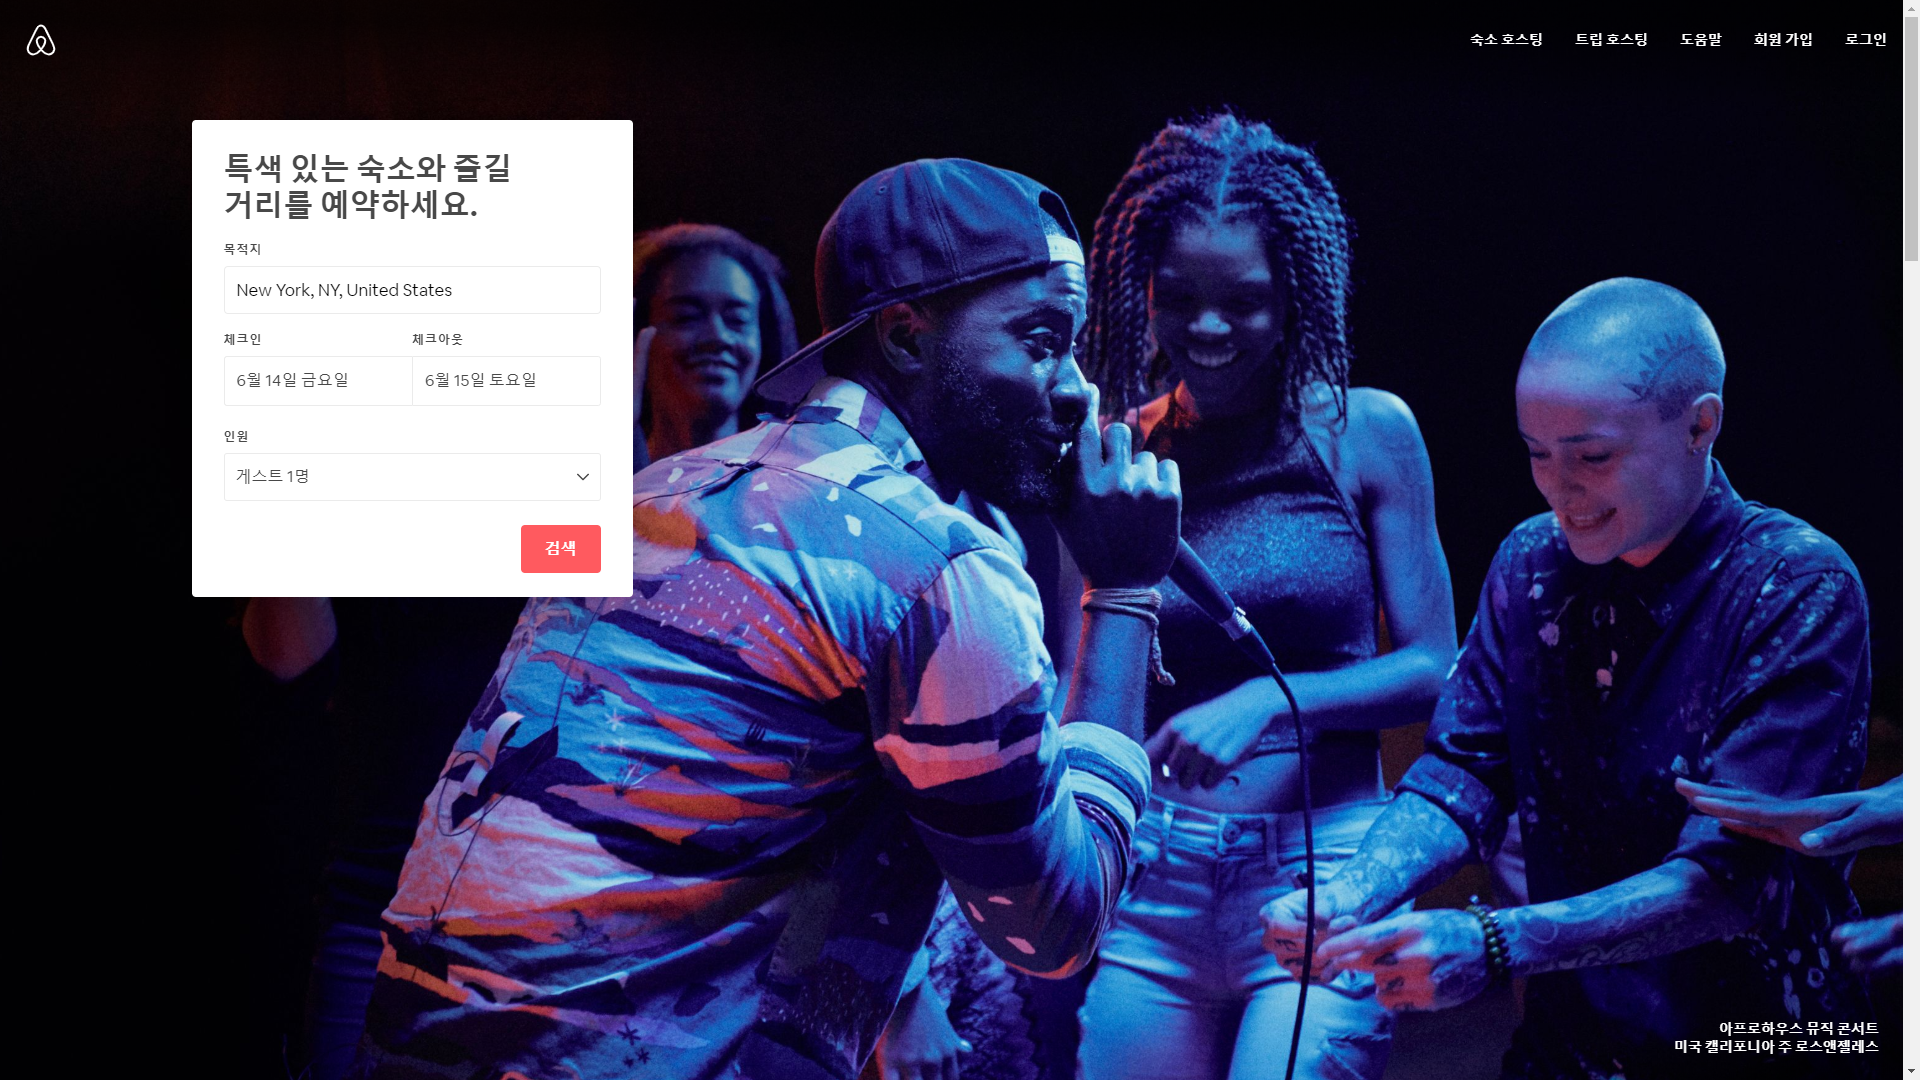 숙소 호스팅
트립 호스팅
도움말
회원 가입
로그인
특색 있는 숙소와 즐길
거리를 예약하세요.
목적지
New York, NY, United States
체크인
체크아웃
6월 14일 금요일
6월 15일 토요일
인원
게스트 1명
검색
아프로하우스 뮤직 콘서트
미국 캘리포니아 주 로스앤젤레스